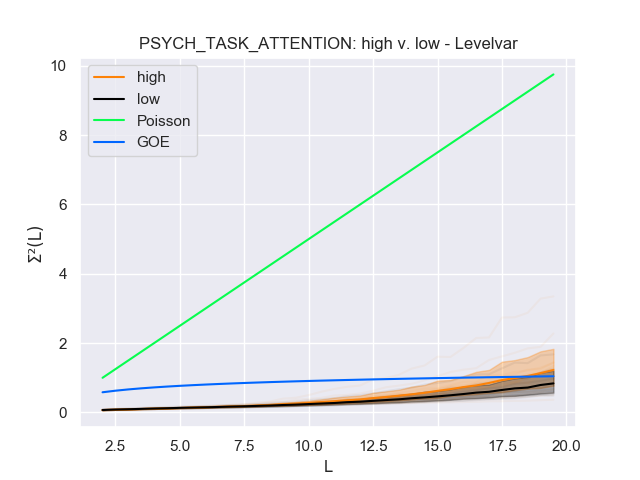 PSYCH_TASK_ATTENTION: high v. low - Levelvar
high
low
Poisson
GOE
Σ²(L)
10
8
6
4
2
0
2.5 5.0 7.5 10.0 12.5 15.0 17.5 20.0
L